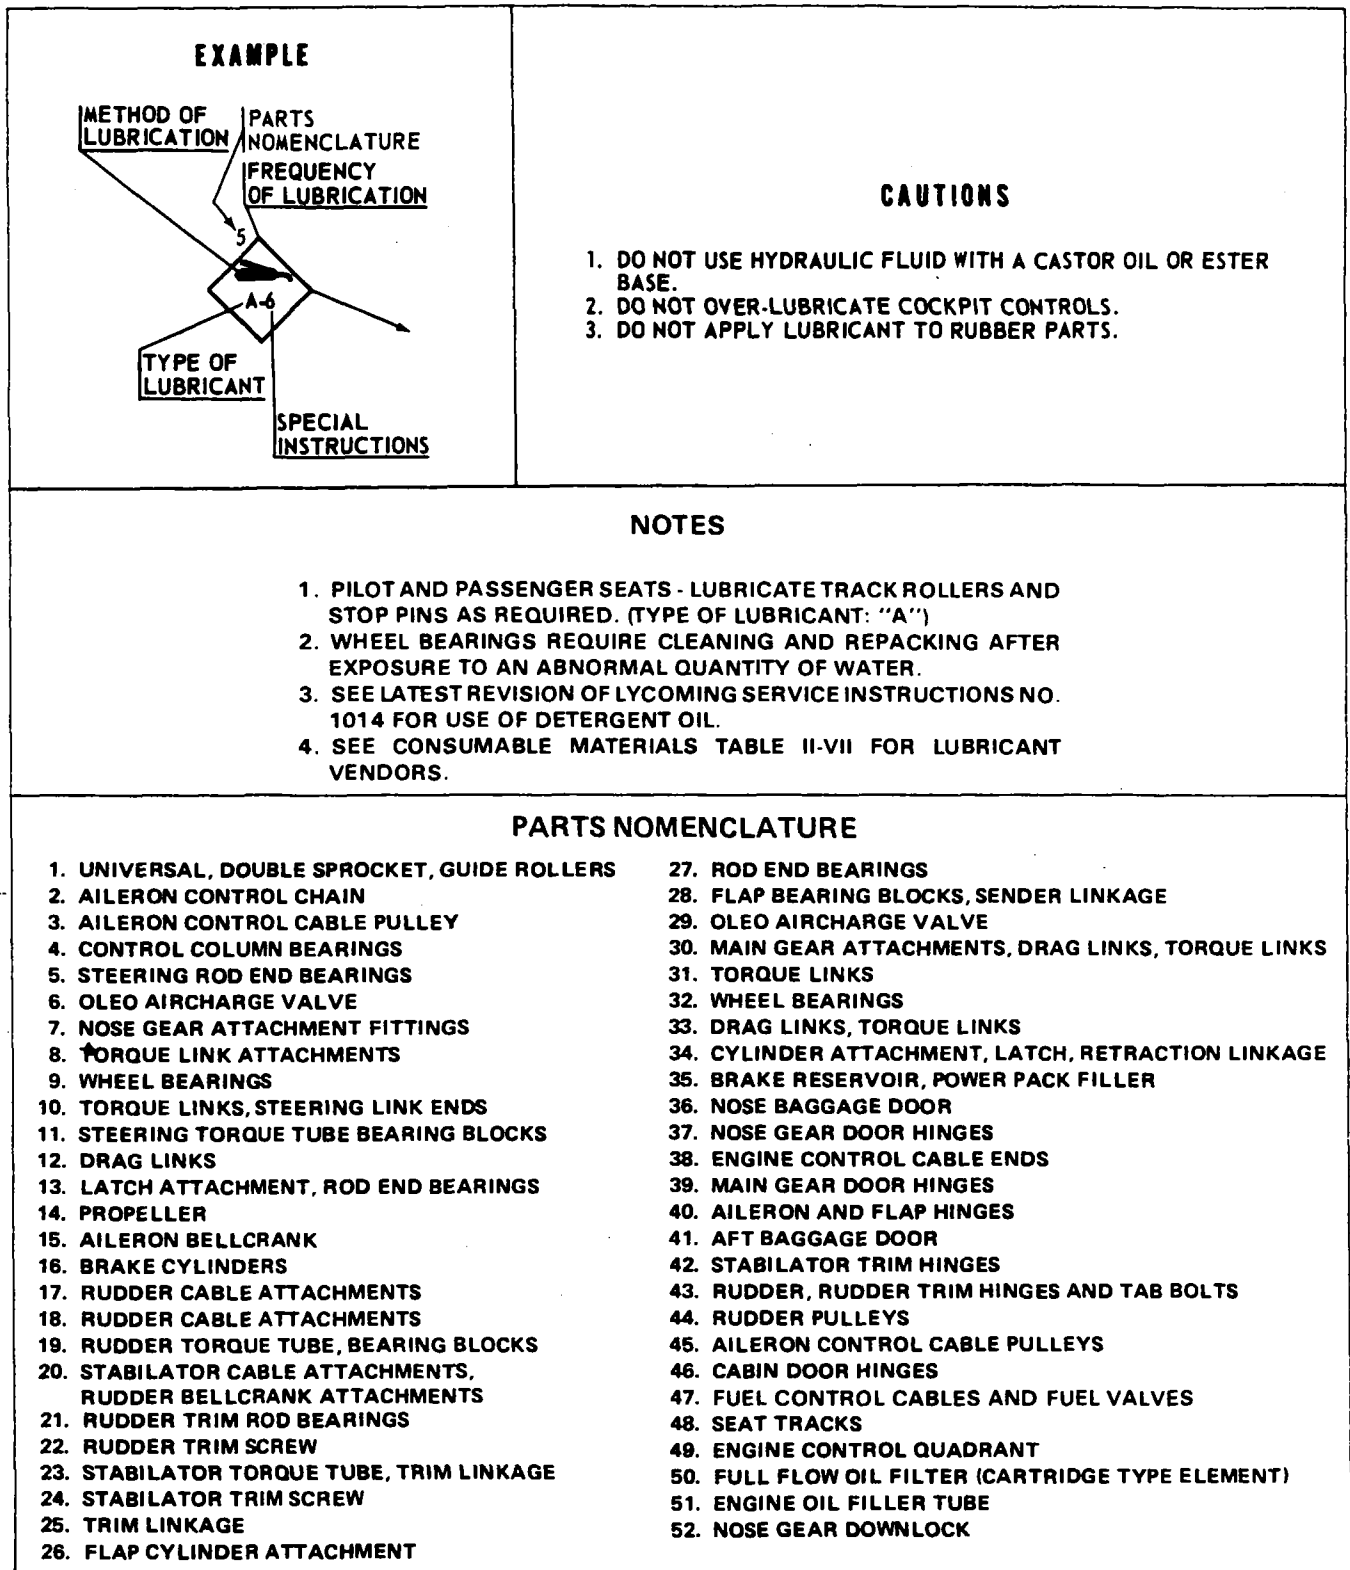 EXAMPLE
METHOD OF
LUBRICATION
PARTS
NOMENCLATURE
FREQUENCY
OF LUBRICATION
5
A-6
TYPE OF
LUBRICANT
SPECIAL
INSTRUCTIONS
CAUTIONS
1. DO NOT USE HYDRAULIC FLUID WITH A CASTOR OIL OR ESTER
BASE.
2. DO NOT OVER-LUBRICATE COCKPIT CONTROLS.
3. DO NOT APPLY LUBRICANT TO RUBBER PARTS.
NOTES
1. PILOT AND PASSENGER SEATS - LUBRICATE TRACK ROLLERS AND
STOP PINS AS REQUIRED. (TYPE OF LUBRICANT: "A")
2. WHEEL BEARINGS REQUIRE CLEANING AND REPACKING AFTER
EXPOSURE TO AN ABNORMAL QUANTITY OF WATER.
3. SEE LATEST REVISION OF LYCOMING SERVICE INSTRUCTIONS NO.
1014 FOR USE OF DETERGENT OIL.
4. SEE CONSUMABLE MATERIALS TABLE II-VII FOR LUBRICANT
VENDORS.
PARTS NOMENCLATURE
1. UNIVERSAL, DOUBLE SPROCKET, GUIDE ROLLERS
2. AILERON CONTROL CHAIN
3. AILERON CONTROL CABLE PULLEY
4. CONTROL COLUMN BEARINGS
5. STEERING ROD END BEARINGS
6. OLEO AIRCHARGE VALVE
7. NOSE GEAR ATTACHMENT FITTINGS
8. TORQUE LINK ATTACHMENTS
9. WHEEL BEARINGS
10. TORQUE LINKS, STEERING LINK ENDS
11. STEERING TORQUE TUBE BEARING BLOCKS
12. DRAG LINKS
13. LATCH ATTACHMENT, ROD END BEARINGS
14. PROPELLER
15. AILERON BELLCRANK
16. BRAKE CYLINDERS
17. RUDDER CABLE ATTACHMENTS
18. RUDDER CABLE ATTACHMENTS
19. RUDDER TORQUE TUBE, BEARING BLOCKS
20. STABILATOR CABLE ATTACHMENTS,
RUDDER BELLCRANK ATTACHMENTS
21. RUDDER TRIM ROD BEARINGS
22. RUDDER TRIM SCREW
23. STABILATOR TORQUE TUBE, TRIM LINKAGE
24. STABILATOR TRIM SCREW
25. TRIM LINKAGE
26. FLAP CYLINDER ATTACHMENT
27. ROD END BEARINGS
28. FLAP BEARING BLOCKS, SENDER LINKAGE
29. OLEO AIRCHARGE VALVE
30. MAIN GEAR ATTACHMENTS, DRAG LINKS, TORQUE LINKS
31. TORQUE LINKS
32. WHEEL BEARINGS
33. DRAG LINKS, TORQUE LINKS
34. CYLINDER ATTACHMENT, LATCH, RETRACTION LINKAGE
35. BRAKE RESERVOIR, POWER PACK FILLER
36. NOSE BAGGAGE DOOR
37. NOSE GEAR DOOR HINGES
38. ENGINE CONTROL CABLE ENDS
39. MAIN GEAR DOOR HINGES
40. AILERON AND FLAP HINGES
41. AFT BAGGAGE DOOR
42. STABILATOR TRIM HINGES
43. RUDDER, RUDDER TRIM HINGES AND TAB BOLTS
44. RUDDER PULLEYS
45. AILERON CONTROL CABLE PULLEYS
46. CABIN DOOR HINGES
47. FUEL CONTROL CABLES AND FUEL VALVES
48. SEAT TRACKS
49. ENGINE CONTROL QUADRANT
50. FULL FLOW OIL FILTER (CARTRIDGE TYPE ELEMENT)
51. ENGINE OIL FILLER TUBE
52. NOSE GEAR DOWNLOCK